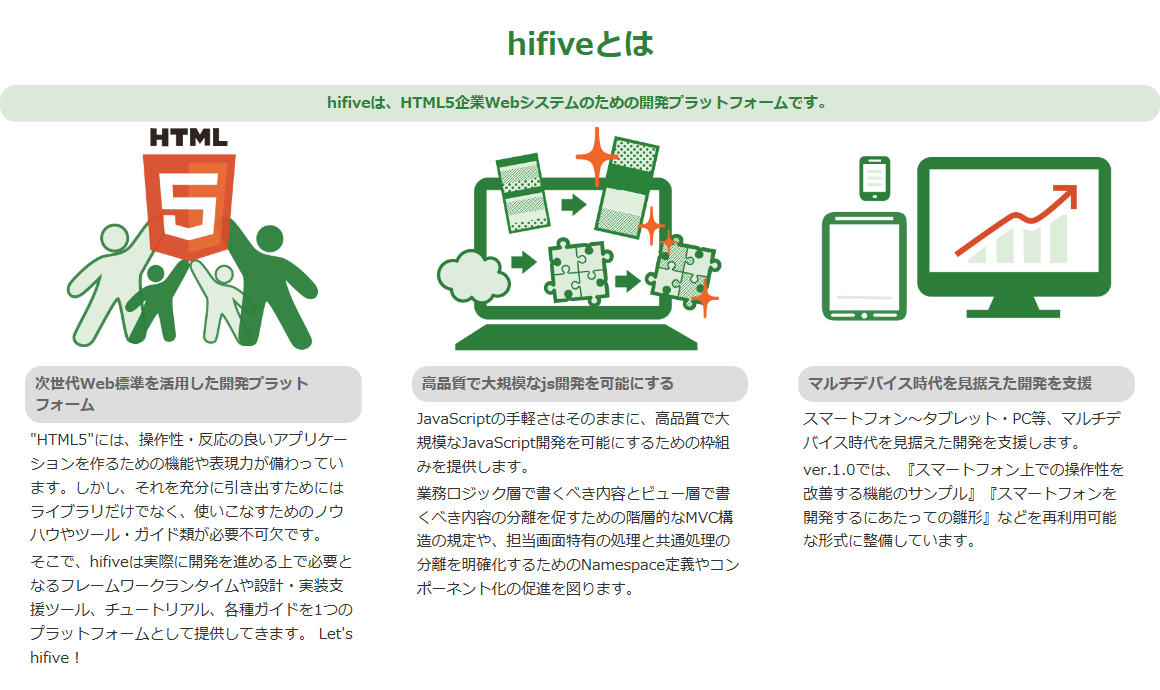 hifiveとは
hifiveは、HTML5企業Webシステムのための開発プラットフォームです。
HTML
5
次世代Web標準を活用した開発プラット
フォーム
"HTML5"には、操作性・反応の良いアプリケー
ションを作るための機能や表現力が備わってい
ます。しかし、それを充分に引き出すためには
ライブラリだけでなく、使いこなすためのノウ
ハウやツール・ガイド類が必要不可欠です。
そこで、hifiveは実際に開発を進める上で必要と
なるフレームワークランタイムや設計・実装支
援ツール、チュートリアル、各種ガイドを1つの
プラットフォームとして提供してきます。 Let's
hifive！
高品質で大規模なjs開発を可能にする
JavaScriptの手軽さはそのままに、高品質で大
規模なJavaScript開発を可能にするための枠組
みを提供します。
業務ロジック層で書くべき内容とビュー層で書
くべき内容の分離を促すための階層的なMVC構
造の規定や、担当画面特有の処理と共通処理の
分離を明確化するためのNamespace定義やコン
ポーネント化の促進を図ります。
マルチデバイス時代を見据えた開発を支援
スマートフォン～タブレット・PC等、マルチデ
バイス時代を見据えた開発を支援します。
ver.1.0では、『スマートフォン上での操作性を
改善する機能のサンプル』『スマートフォンを
開発するにあたっての雛形』などを再利用可能
な形式に整備しています。